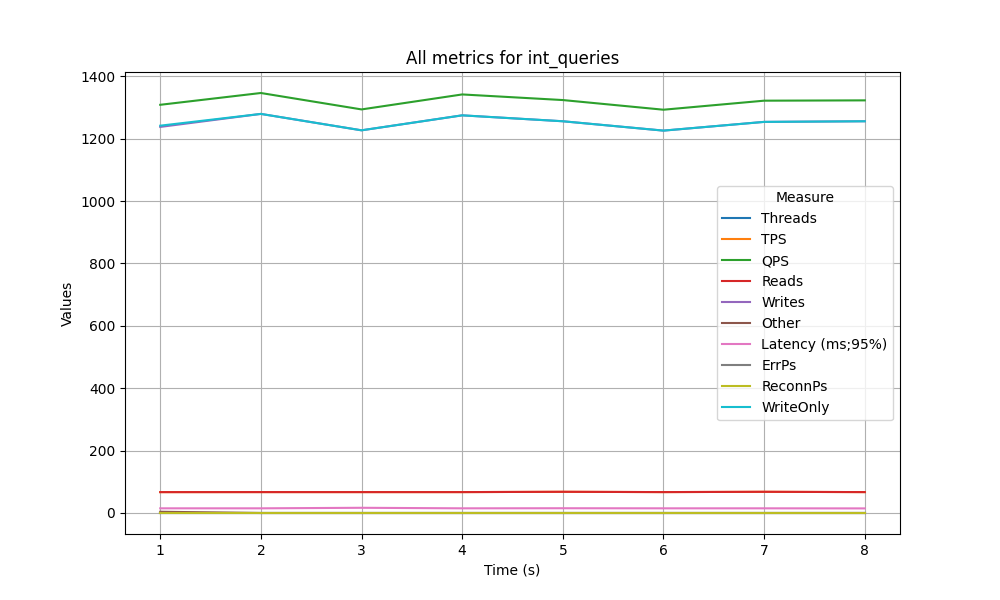 All metrics for int_queries
1400
1200
1000
800
600
400
200
0
Values
1 2 3 4 5 6 7 8
Time (s)
Measure
Threads
TPS
QPS
Reads
Writes
Other
Latency (ms;95%)
ErrPs
ReconnPs
WriteOnly